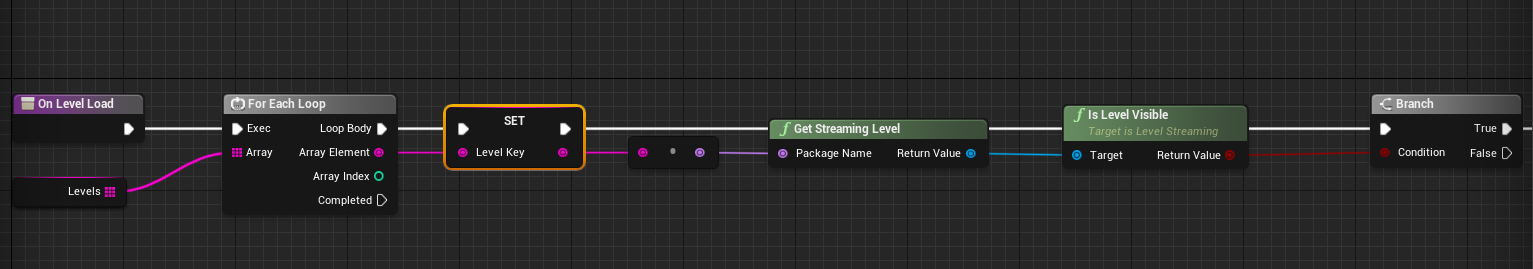 On Level Load
Levels
For Each Loop
Exec
Loop Body
Array
Array Element
Array Index
Completed
SET
Level Key
Get Streaming Level
Package Name
Return Value
Is Level Visible
Target is Level Streaming
Target
Return Value
Branch
True
Condition
False